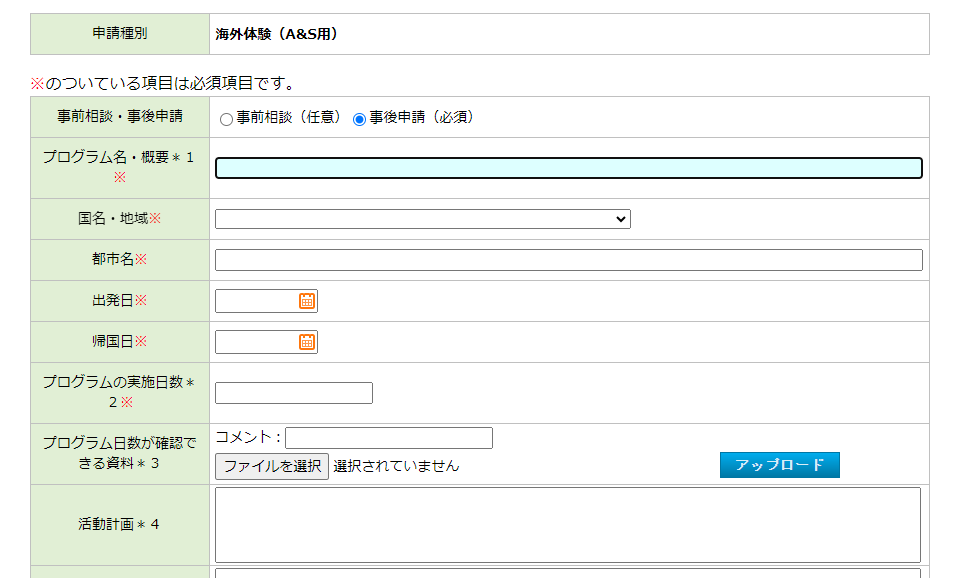 申請種別
海外体験（A&S用）
※のついている項目は必須項目です。
事前相談・事後申請
事前相談（任意） 事後申請（必須）
プログラム名・概要＊１
※
国名・地域※
都市名※
出発日※
帰国日※
プログラムの実施日数＊
２※
プログラム日数が確認で
きる資料＊３
コメント：
ファイルを選択 選択されていません
アップロード
活動計画＊４